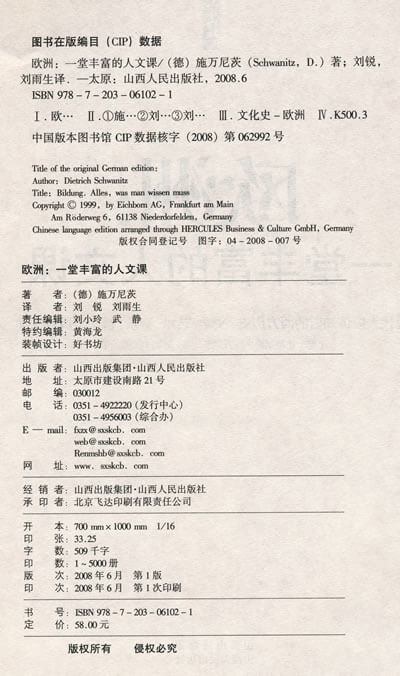 图书在版编目（CIP）数据
欧洲：一堂丰富的人文课/（德）施万尼茨（Schwanitz, D.）著；刘锐，
刘雨生译．—太原：山西人民出版社，2008.6
ISBN 978－7－203－06102－1
Ⅰ.欧… Ⅱ.①施…②刘…③刘… Ⅲ.文化史－欧洲 Ⅳ.K500.3
中国版本图书馆 CIP 数据核字（2008）第 062992 号
Title of the original German edition:
Author: Dietrich Schwanitz
Title: Bildung. Alles, was man wissen muss
Copyright © 1999, by Eichborn AG, Frankfurt am Main
Am Röderweg 6, 61138 Niederdorfelden, Germany
Chinese language edition arranged through HERCULES Business & Culture GmbH, Germany
版权合同登记号 图字：04－2008－007 号
欧洲：一堂丰富的人文课
著 者：（德）施万尼茨
译 者：刘 锐 刘雨生
责任编辑：刘小玲 武 静
特约编辑：黄海龙
装帧设计：好书坊
出 版 者：山西出版集团·山西人民出版社
地 址：太原市建设南路 21 号
邮 编：030012
电 话：0351－4922220（发行中心）
0351－4956003（综合办）
E — mail：fxzx@sxskcb．com
web@sxskcb．com
Renmshb@sxskcb．com
网 址：www．sxskcb．com
经 销 者：山西出版集团·山西人民出版社
承 印 者：北京飞达印刷有限责任公司
开 本：700 mm×1000 mm 1/16
印 张：33.25
字 数：509 千字
印 数：1～5000 册
版 次：2008 年 6 月 第 1 版
印 次：2008 年 6 月 第 1 次印刷
书 号：ISBN 978－7－203－06102－1
定 价：58.00 元
版权所有 侵权必究